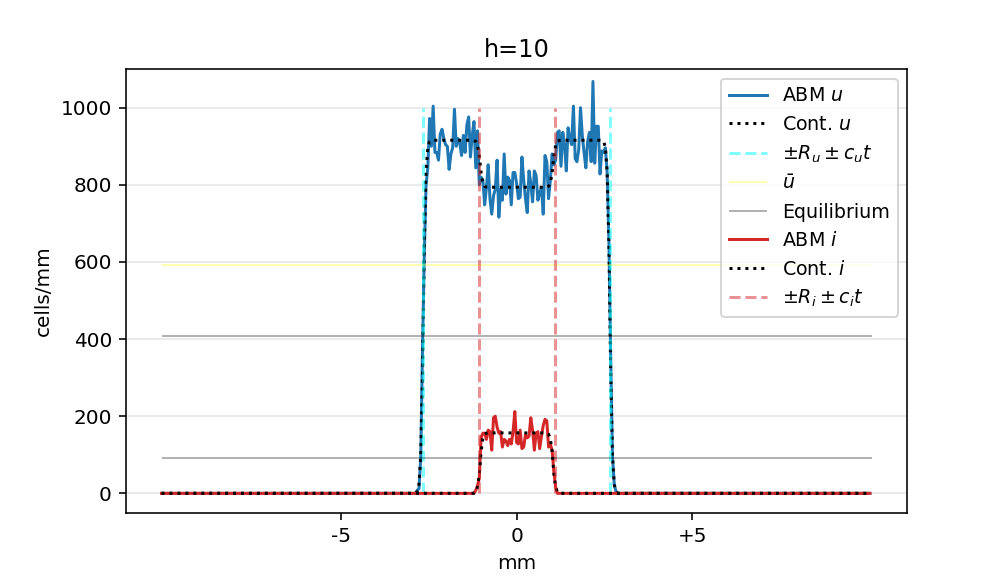 h=10
1000
800
600
400
200
0
cells/mm
-5
0
+5
mm
ABM u
Cont. u
±R_u ± c_u t
ū
Equilibrium
ABM i
Cont. i
±R_i ± c_i t